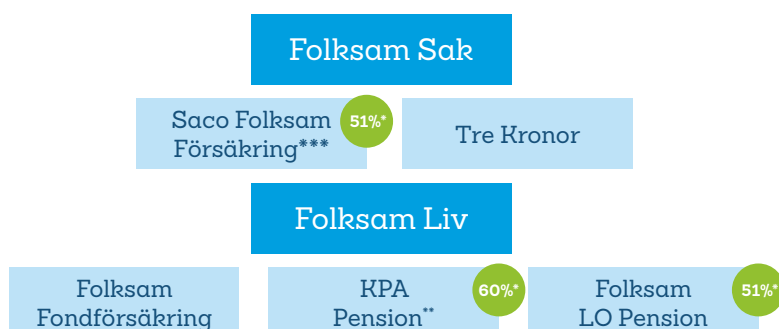 Folksam Sak
Saco Folksam
Försäkring***
51%*
Tre Kronor
Folksam Liv
Folksam
Fondförsäkring
KPA
Pension**
60%*
Folksam
LO Pension
51%*